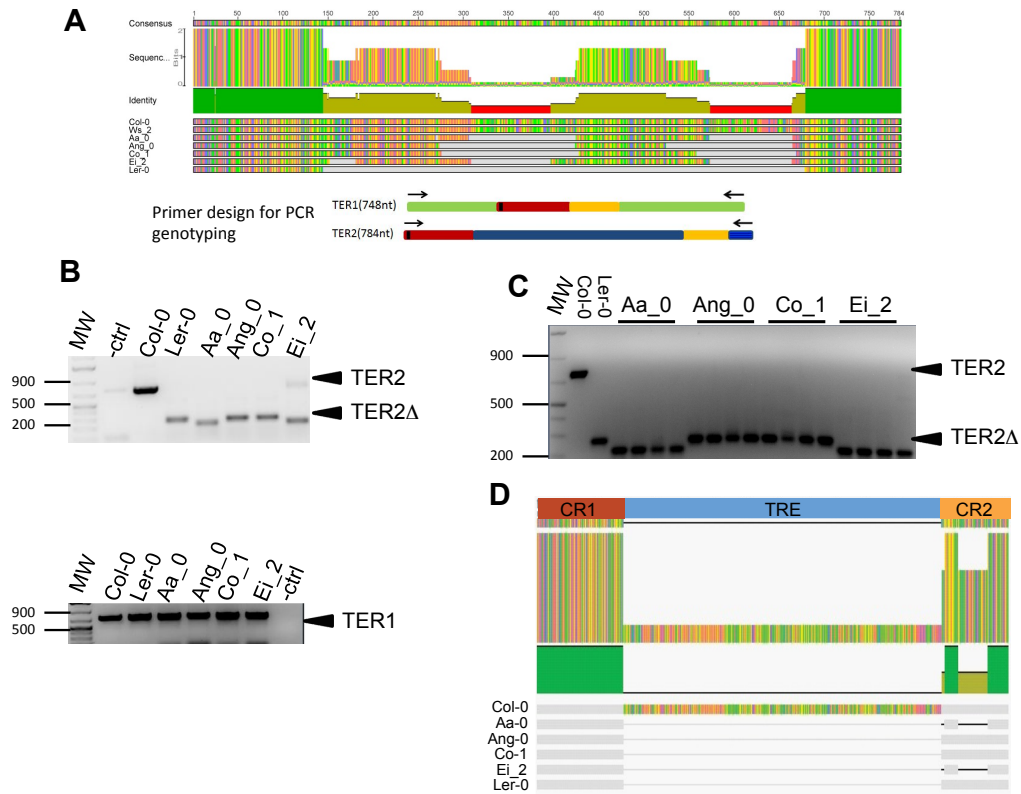 A
1 50 100 150 200 250 300 350 400 450 500 550 600 650 700 750 784
Consensus
2
Sequenc...
Bits
0
Identity
Col-0
Ws_2
Aa_0
Ang_0
Co_1
Ei_2
Ler-0
Primer design for PCR
genotyping
TER1(748nt)
TER2(784nt)
B
MW -ctrl Col-0 Ler-0 Aa_0 Ang_0 Co_1 Ei_2
900
500
200
TER2
TER2Δ
MW Col-0 Ler-0 Aa_0 Ang_0 Co_1 Ei_2 -ctrl
900
500
TER1
C
MW Col-0 Ler-0 Aa_0 Ang_0 Co_1 Ei_2
900
500
200
TER2
TER2Δ
D
CR1 TRE CR2
Col-0
Aa-0
Ang-0
Co-1
Ei_2
Ler-0